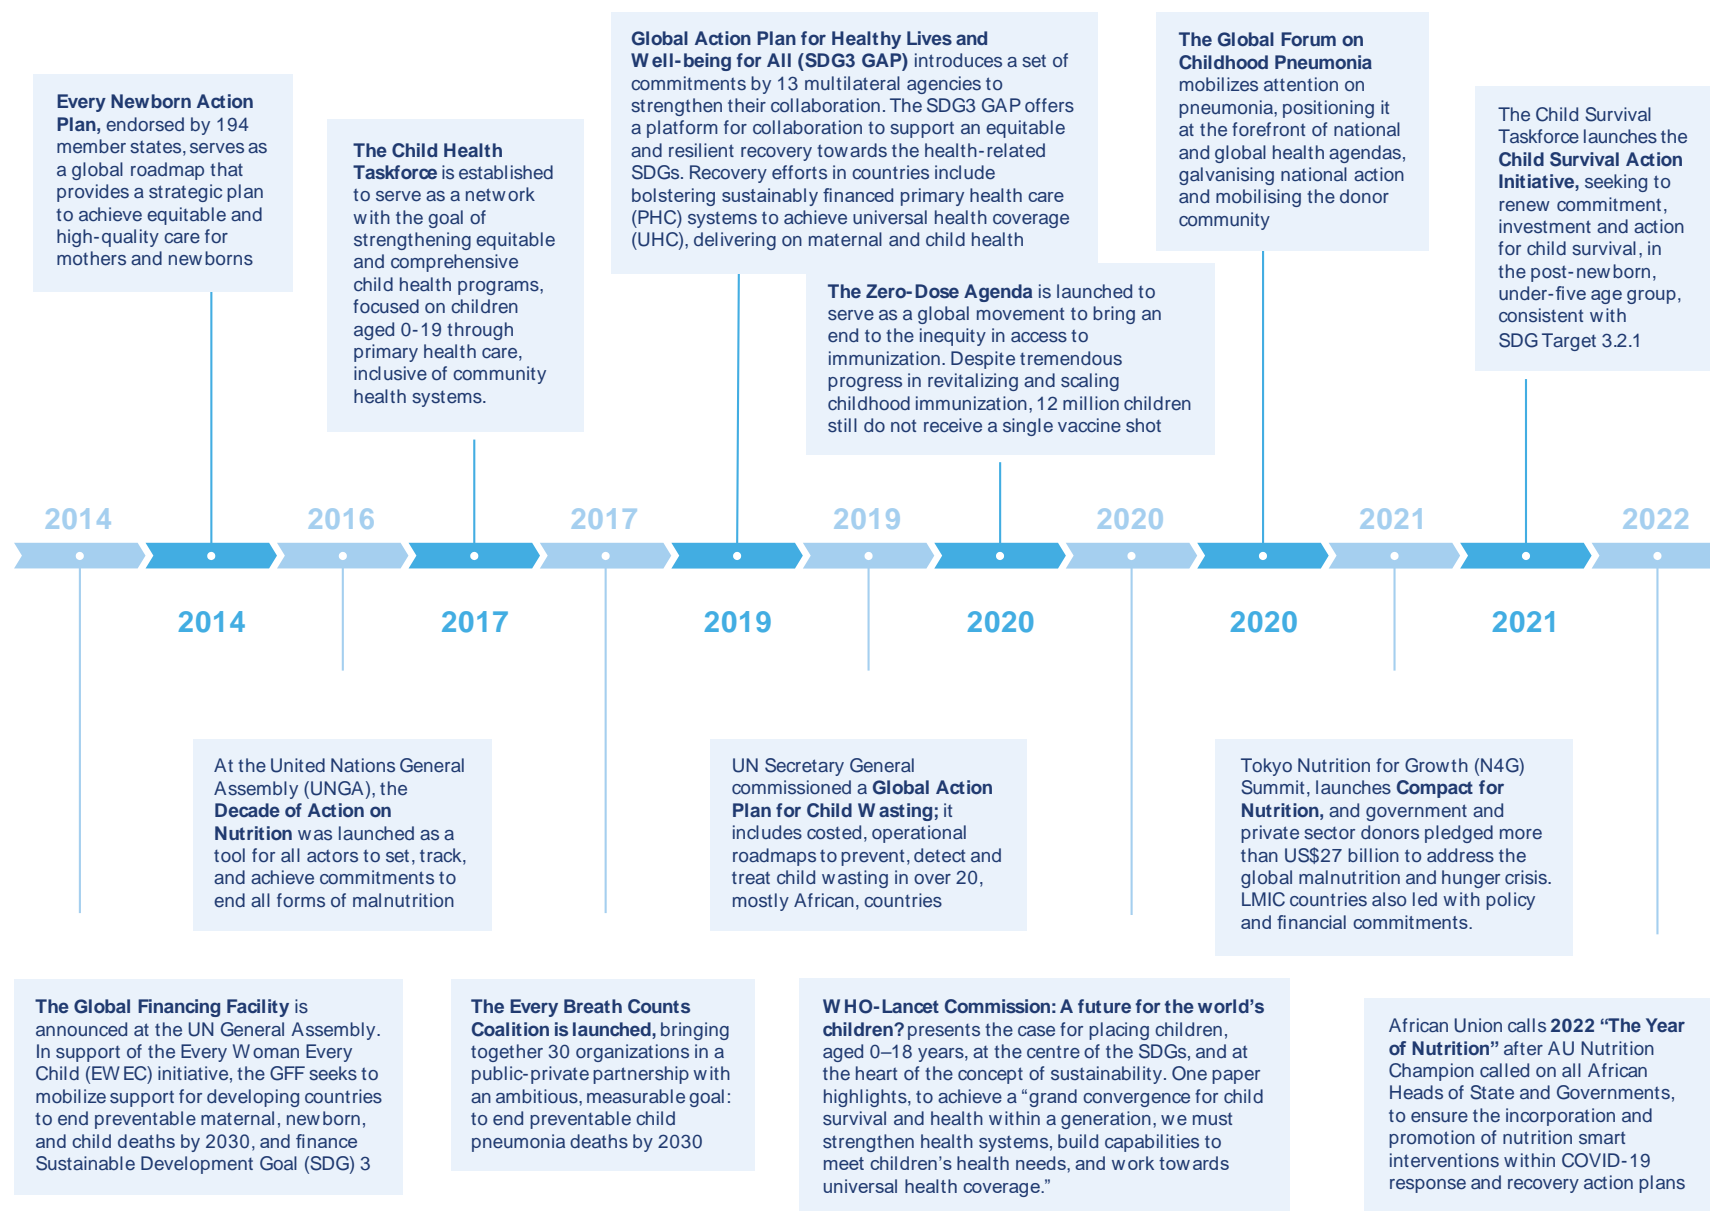 Every Newborn Action
Plan, endorsed by 194
member states, serves as
a global roadmap that
provides a strategic plan
to achieve equitable and
high-quality care for
mothers and newborns
The Child Health
Taskforce is established
to serve as a network
with the goal of
strengthening equitable
and comprehensive
child health programs,
focused on children
aged 0-19 through
primary health care,
inclusive of community
health systems.
Global Action Plan for Healthy Lives and
Well-being for All (SDG3 GAP) introduces a set of
commitments by 13 multilateral agencies to
strengthen their collaboration. The SDG3 GAP offers
a platform for collaboration to support an equitable
and resilient recovery towards the health-related
SDGs. Recovery efforts in countries include
bolstering sustainably financed primary health care
(PHC) systems to achieve universal health coverage
(UHC), delivering on maternal and child health
The Zero-Dose Agenda is launched to
serve as a global movement to bring an
end to the inequity in access to
immunization. Despite tremendous
progress in revitalizing and scaling
childhood immunization, 12 million children
still do not receive a single vaccine shot
The Global Forum on
Childhood Pneumonia
mobilizes attention on
pneumonia, positioning it
at the forefront of national
and global health agendas,
galvanising national action
and mobilising the donor
community
The Child Survival
Taskforce launches the
Child Survival Action
Initiative, seeking to
renew commitment,
investment and action
for child survival, in
the post-newborn,
under-five age group,
consistent with
SDG Target 3.2.1
2014
2016
2017
2019
2020
2021
2022
2014
2017
2019
2020
2020
2021
At the United Nations General
Assembly (UNGA), the
Decade of Action on
Nutrition was launched as a
tool for all actors to set, track,
and achieve commitments to
end all forms of malnutrition
UN Secretary General
commissioned a Global Action
Plan for Child Wasting; it
includes costed, operational
roadmaps to prevent, detect and
treat child wasting in over 20,
mostly African, countries
Tokyo Nutrition for Growth (N4G)
Summit, launches Compact for
Nutrition, and government and
private sector donors pledged more
than US$27 billion to address the
global malnutrition and hunger crisis.
LMIC countries also led with policy
and financial commitments.
The Global Financing Facility is
announced at the UN General Assembly.
In support of the Every Woman Every
Child (EWEC) initiative, the GFF seeks to
mobilize support for developing countries
to end preventable maternal, newborn,
and child deaths by 2030, and finance
Sustainable Development Goal (SDG) 3
The Every Breath Counts
Coalition is launched, bringing
together 30 organizations in a
public-private partnership with
an ambitious, measurable goal:
to end preventable child
pneumonia deaths by 2030
WHO-Lancet Commission: A future for the world's
children? presents the case for placing children,
aged 0–18 years, at the centre of the SDGs, and at
the heart of the concept of sustainability. One paper
highlights, to achieve a "grand convergence for child
survival and health within a generation, we must
strengthen health systems, build capabilities to
meet children's health needs, and work towards
universal health coverage."
African Union calls 2022 "The Year
of Nutrition" after AU Nutrition
Champion called on all African
Heads of State and Governments,
to ensure the incorporation and
promotion of nutrition smart
interventions within COVID-19
response and recovery action plans